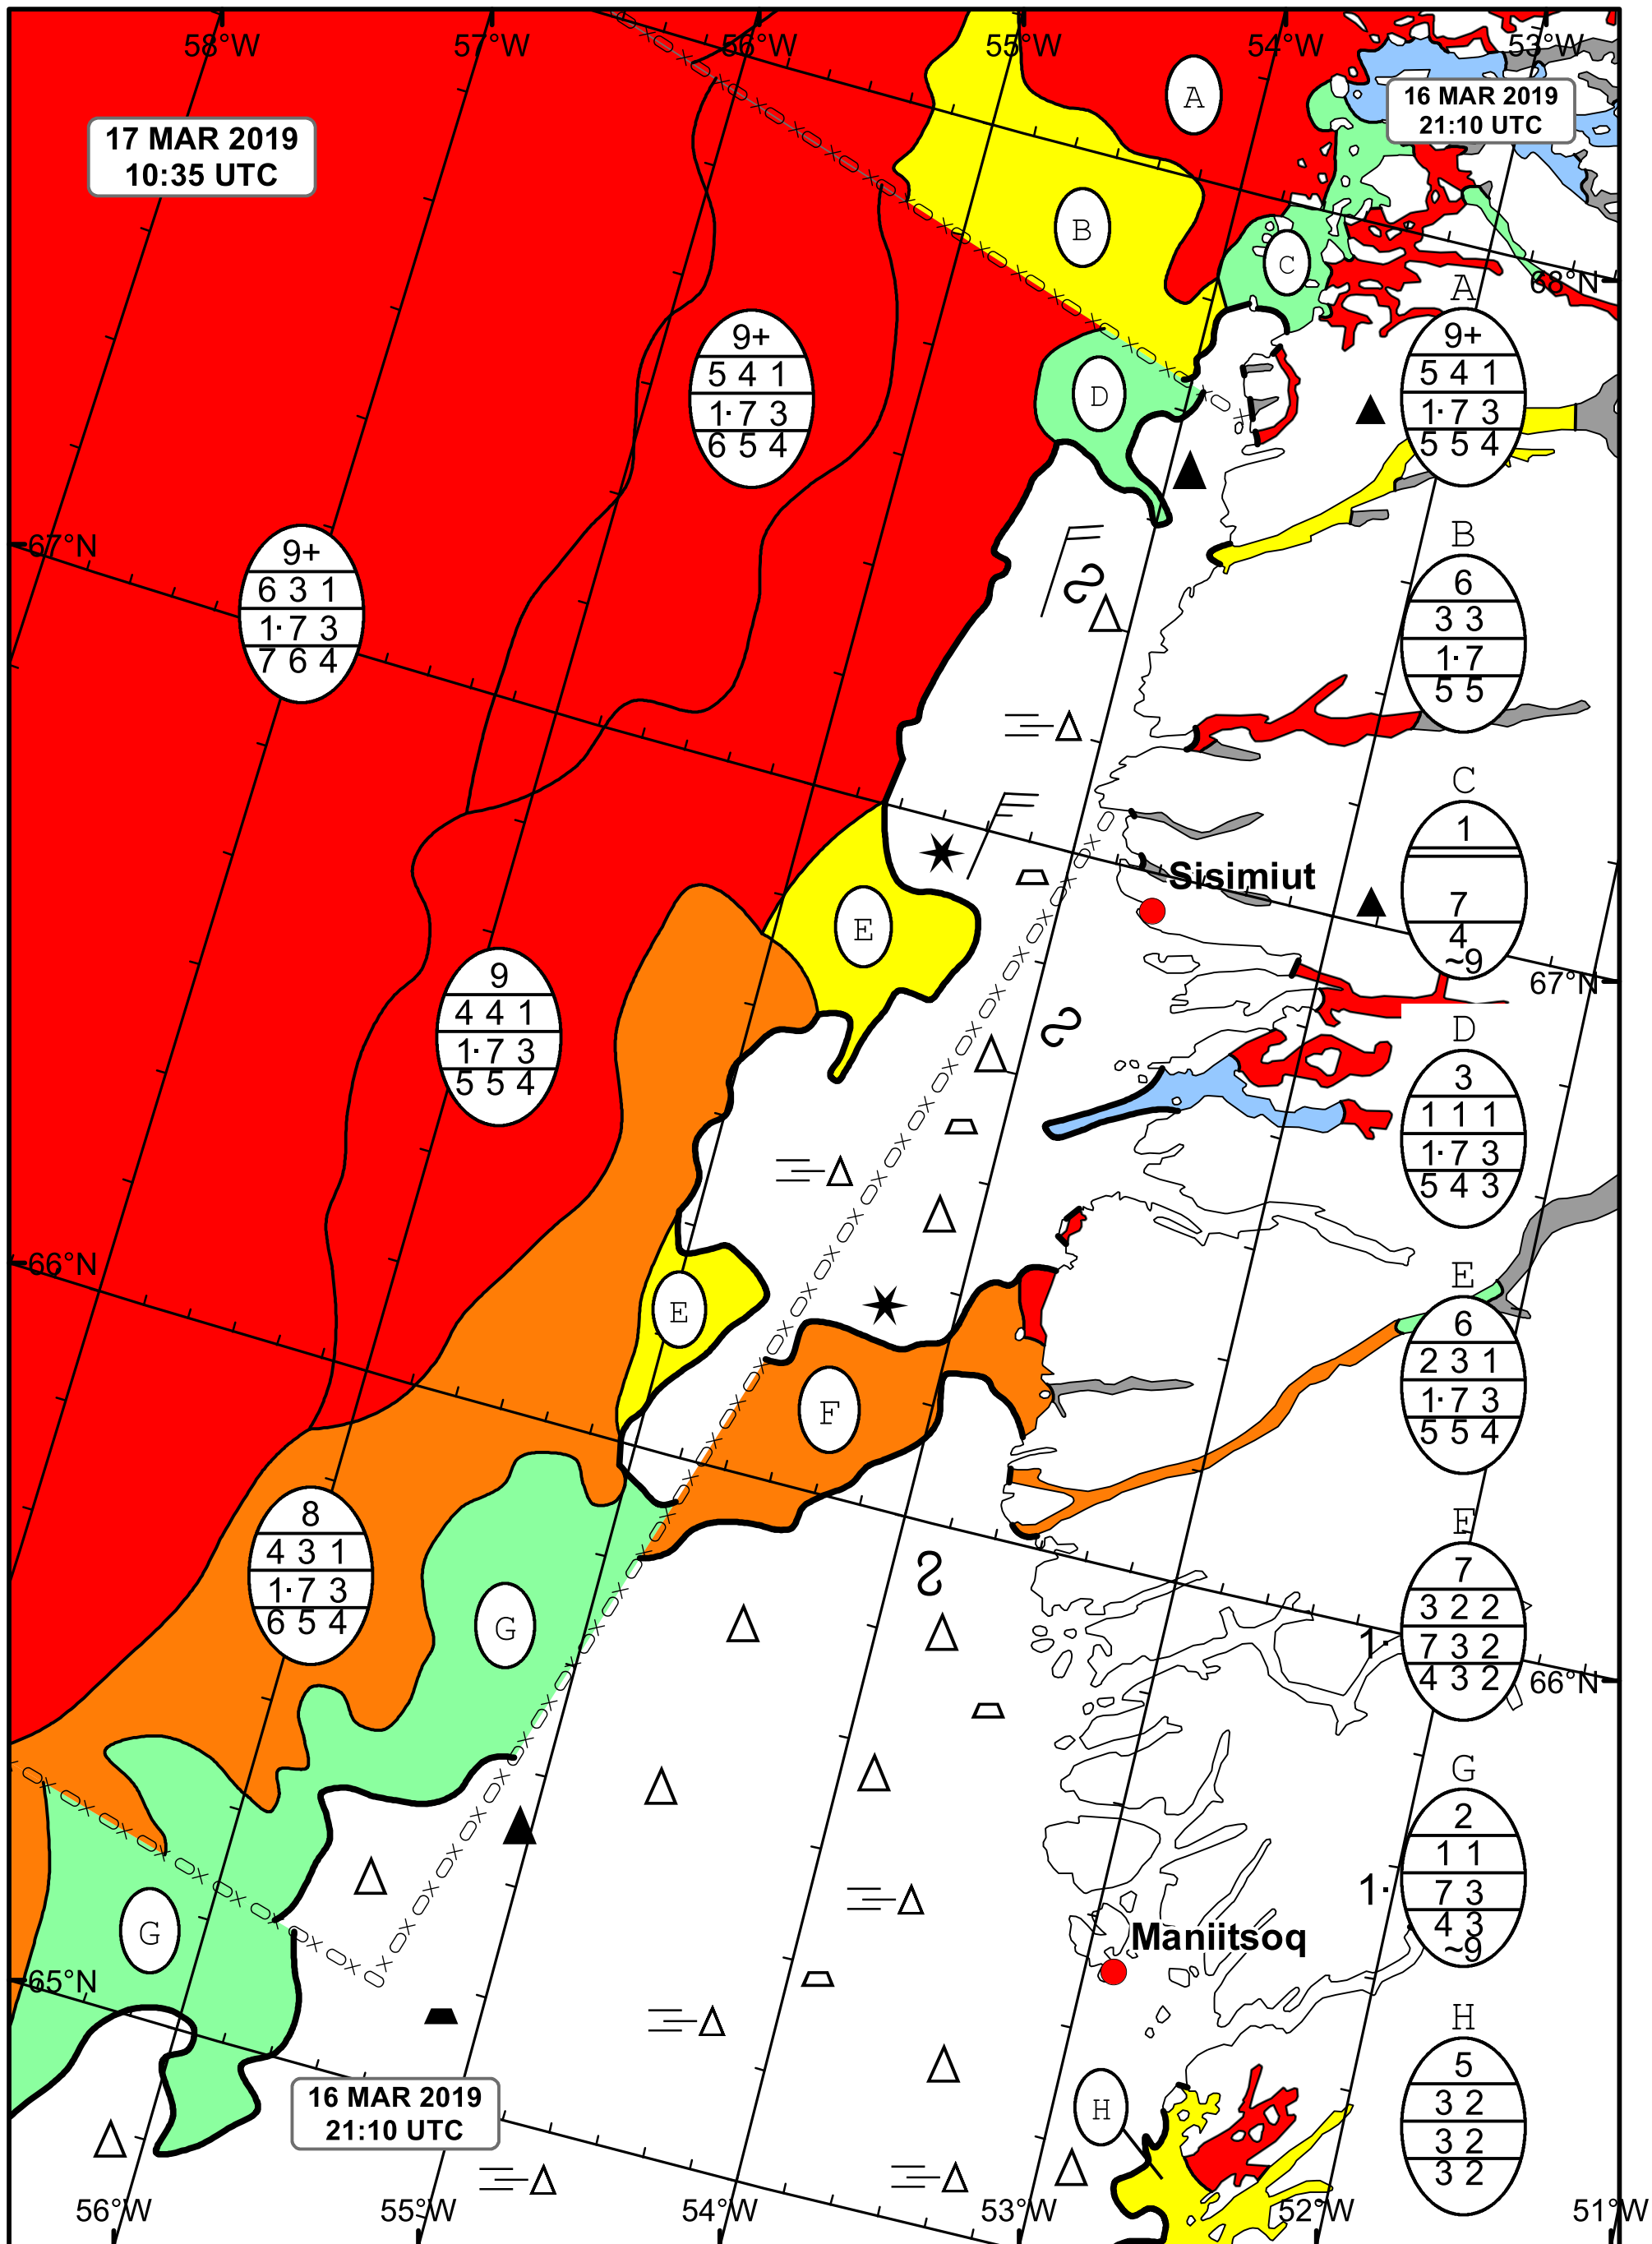 58°W
57°W
56°W
55°W
54°W
53°W
17 MAR 2019
10:35 UTC
16 MAR 2019
21:10 UTC
A
B
C
68°N
D
9+
5 4 1
1· 7 3
6 5 4
67°N
9+
6 3 1
1· 7 3
7 6 4
A
9+
5 4 1
1· 7 3
5 5 4
B
6
3 3
1· 7
5 5
C
1
7
4
~9
Sisimiut
67°N
E
9
4 4 1
1· 7 3
5 5 4
D
3
1 1 1
1· 7 3
5 4 3
66°N
E
F
E
6
2 3 1
1· 7 3
5 5 4
8
4 3 1
1· 7 3
6 5 4
G
E
7
3 2 2
1· 7 3 2
4 3 2
66°N
G
2
1 1
1· 7 3
4 3
~9
G
Maniitsoq
65°N
H
5
3 2
3 2
3 2
H
16 MAR 2019
21:10 UTC
56°W
55°W
54°W
53°W
52°W
51°W